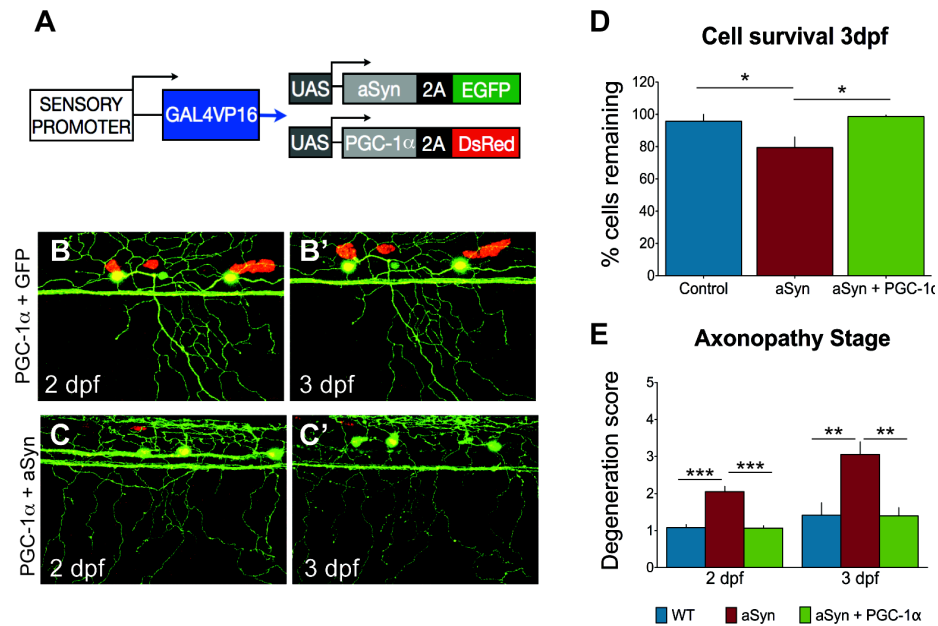 A
SENSORY
PROMOTER
GAL4VP16
UAS
aSyn
2A
EGFP
UAS
PGC-1α
2A
DsRed
PGC-1α + GFP
B
2 dpf
B'
3 dpf
PGC-1α + aSyn
C
2 dpf
C'
3 dpf
D
Cell survival 3dpf
% cells remaining
120
100
80
60
40
20
0
*
*
Control
aSyn
aSyn + PGC-1α
E
Axonopathy Stage
Degeneration score
5
4
3
2
1
0
***
***
**
**
2 dpf
3 dpf
WT
aSyn
aSyn + PGC-1α